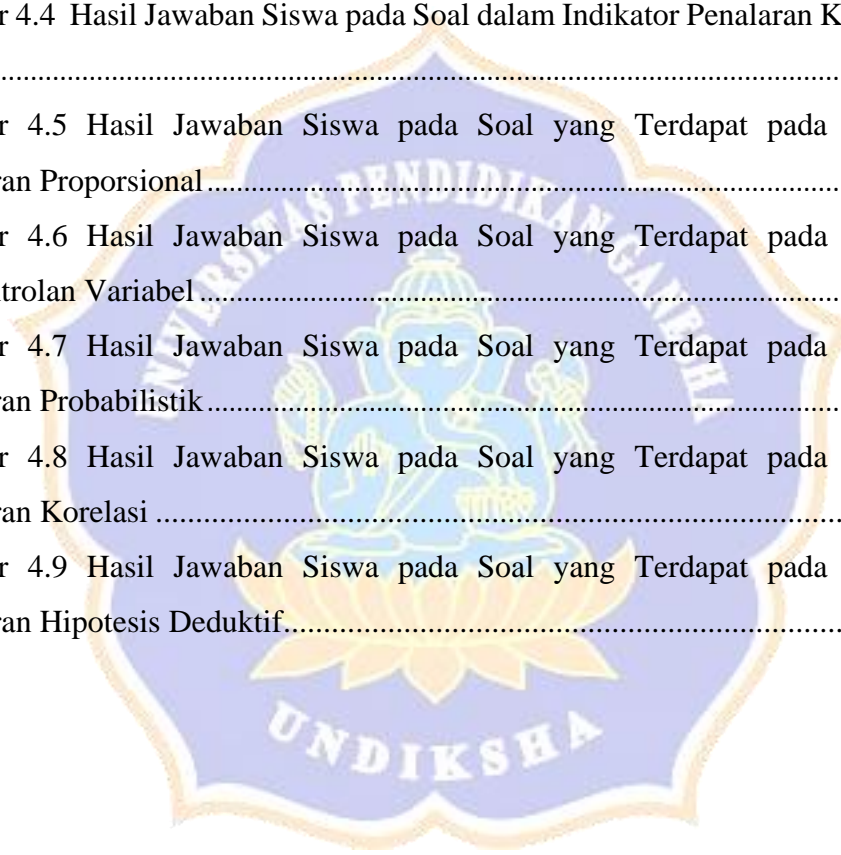 r 4.4 Hasil Jawaban Siswa pada Soal dalam Indikator Penalaran K
...................................................................................................................
r 4.5 Hasil Jawaban Siswa pada Soal yang Terdapat pada
ran Proporsional...................................................................................
r 4.6 Hasil Jawaban Siswa pada Soal yang Terdapat pada
ntrolan Variabel...................................................................................
r 4.7 Hasil Jawaban Siswa pada Soal yang Terdapat pada
ran Probabilistik...................................................................................
r 4.8 Hasil Jawaban Siswa pada Soal yang Terdapat pada
ran Korelasi...................................................................................
r 4.9 Hasil Jawaban Siswa pada Soal yang Terdapat pada
ran Hipotesis Deduktif...................................................................................
UNIVERSITAS PENDIDIKAN GANESHA
UNDIKSHA